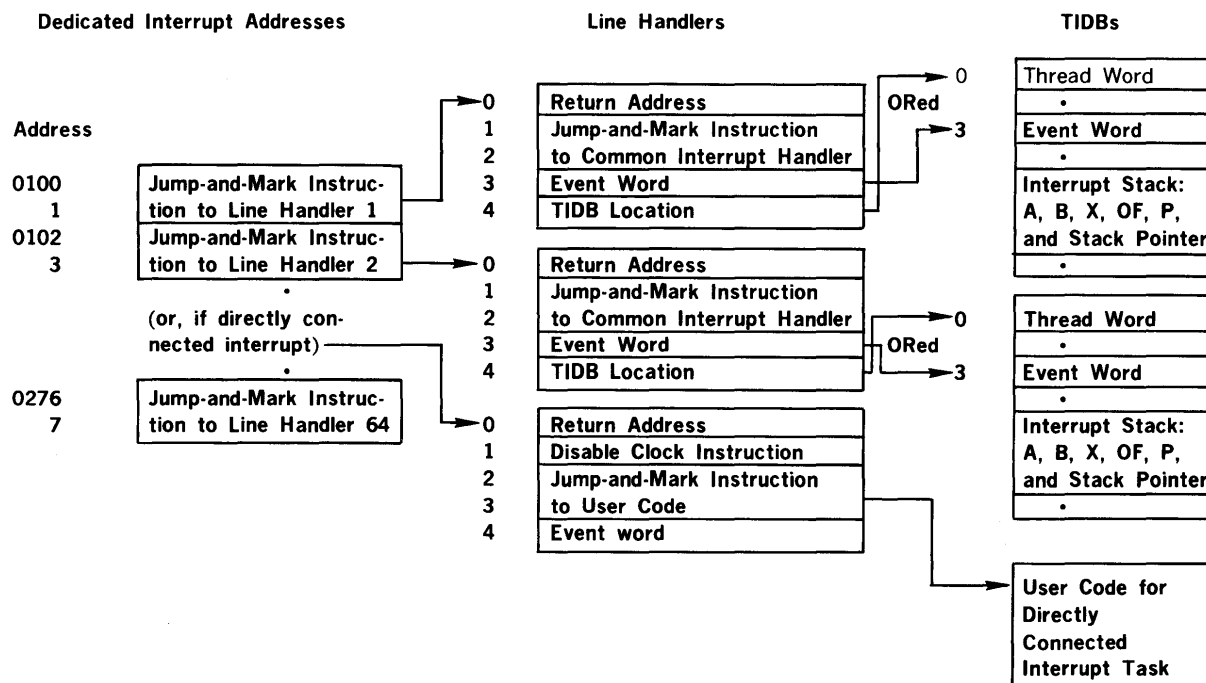 Dedicated Interrupt Addresses
Line Handlers
TIDBs
Address
0100
1
0102
3
0276
7
Jump-and-Mark Instruc-
tion to Line Handler 1
Jump-and-Mark Instruc-
tion to Line Handler 2
•
(or, if directly con-
nected interrupt)
•
Jump-and-Mark Instruc-
tion to Line Handler 64
0 Return Address
1 Jump-and-Mark Instruction
2 to Common Interrupt Handler
3 Event Word
4 TIDB Location
0 Return Address
1 Jump-and-Mark Instruction
2 to Common Interrupt Handler
3 Event Word
4 TIDB Location
0 Return Address
1 Disable Clock Instruction
2 Jump-and-Mark Instruction
3 to User Code
4 Event word
ORed
ORed
0 Thread Word
•
3 Event Word
•
Interrupt Stack:
A, B, X, OF, P,
and Stack Pointer
•
0 Thread Word
•
3 Event Word
•
Interrupt Stack:
A, B, X, OF, P,
and Stack Pointer
•
User Code for
Directly
Connected
Interrupt Task